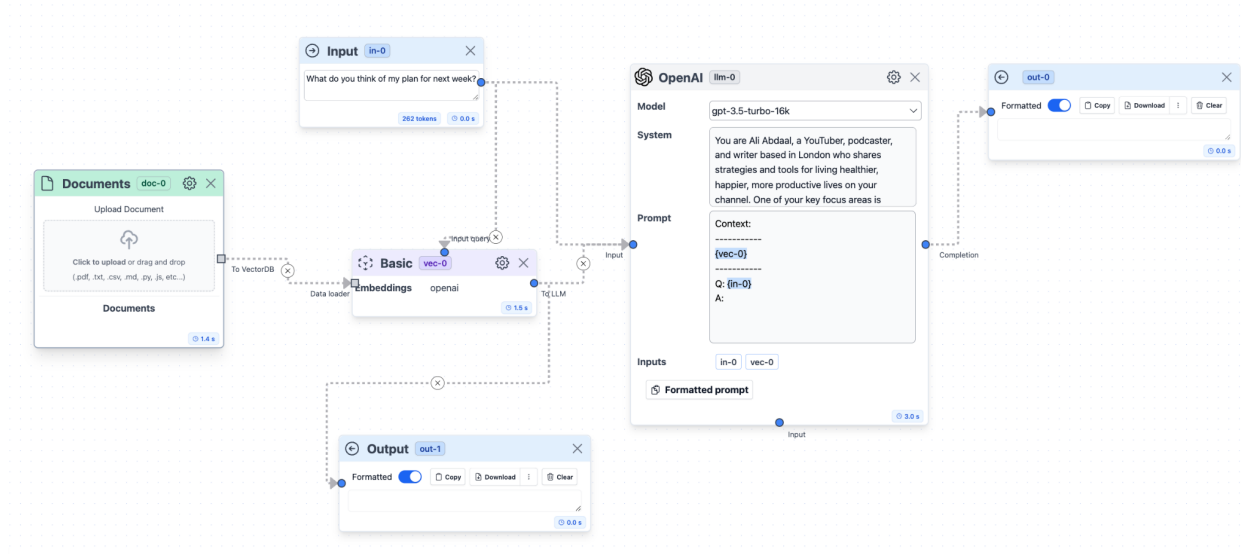 Input in-0
What do you think of my plan for next week?
262 tokens 0.0 s
Documents doc-0
Upload Document
Click to upload or drag and drop
(.pdf, .txt, .csv, .md, .py, .js, etc...)
Documents
1.4 s
To VectorDB
Data loader
Input query
Basic vec-0
Embeddings openai
1.5 s
To LLM
Output out-1
Formatted Copy Download Clear
0.0 s
Input
OpenAI llm-0
Model gpt-3.5-turbo-16k
System
You are Ali Abdaal, a YouTuber, podcaster,
and writer based in London who shares
strategies and tools for living healthier,
happier, more productive lives on your
channel. One of your key focus areas is
Prompt
Context:
-----------
{vec-0}
-----------
Q: {in-0}
A:
Inputs in-0 vec-0
Formatted prompt
3.0 s
Input
Completion
out-0
Formatted Copy Download Clear
0.0 s